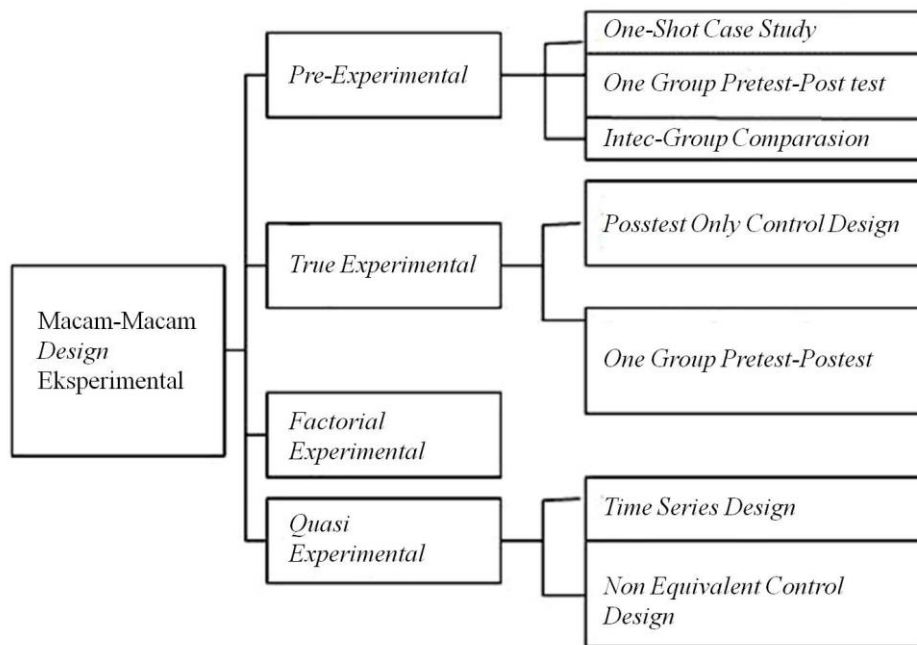 Macam-Macam
Design
Eksperimental
Pre-Experimental
One-Shot Case Study
One Group Pretest-Post test
Intec-Group Comparasion
True Experimental
Posstest Only Control Design
One Group Pretest-Postest
Factorial
Experimental
Quasi
Experimental
Time Series Design
Non Equivalent Control
Design